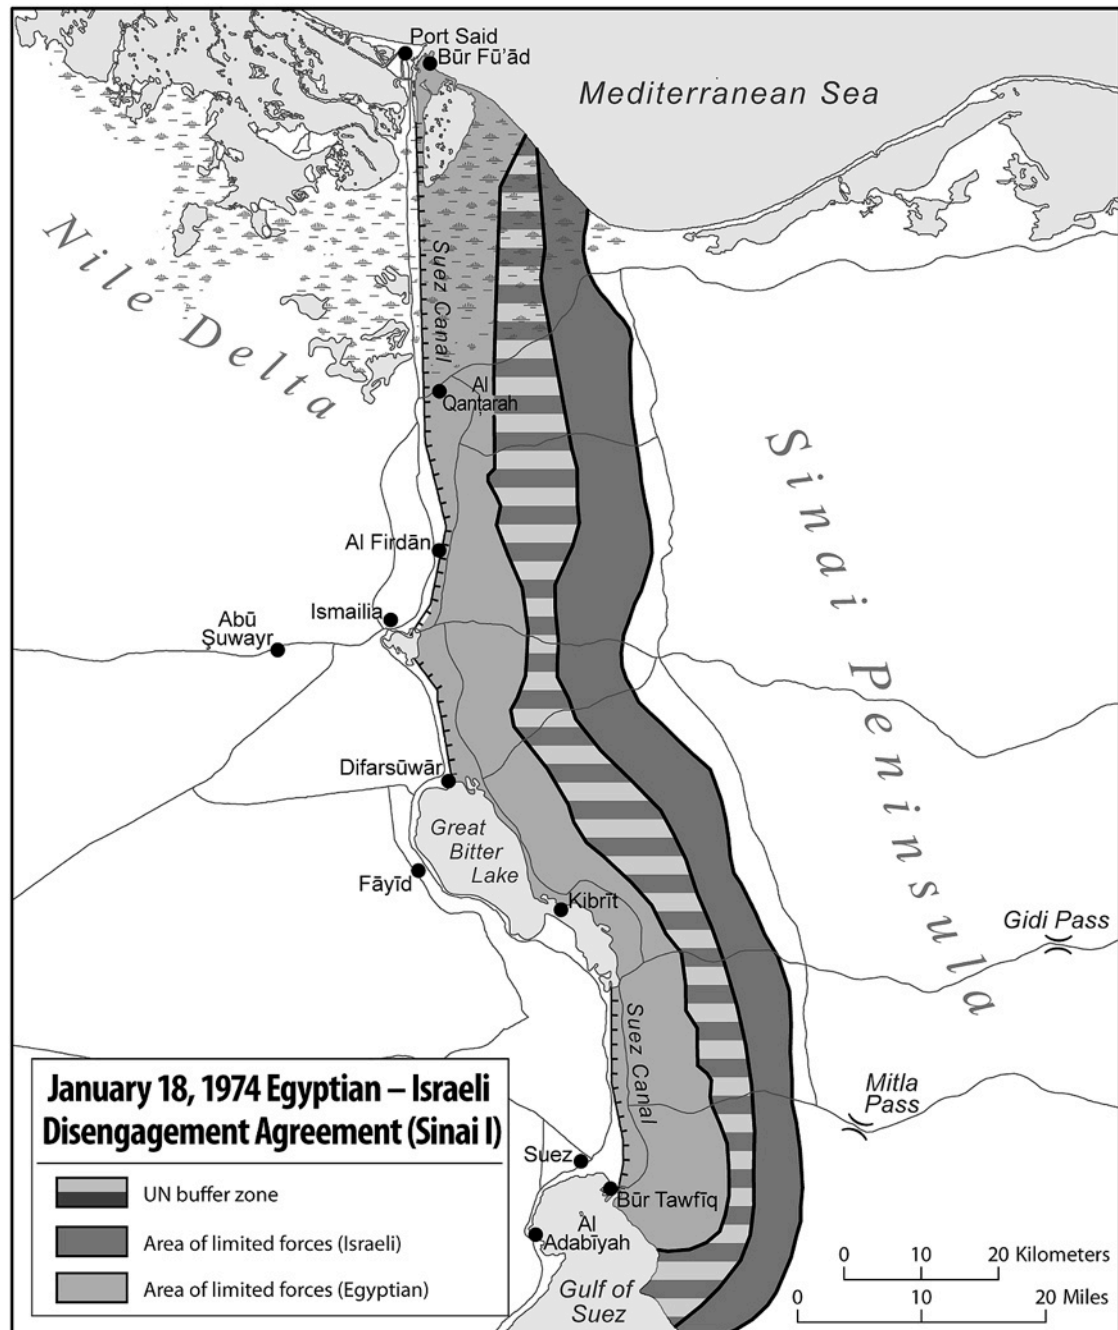 Port Said
Būr Fū'ād
Mediterranean Sea
Nile Delta
Suez Canal
Al
Qanṭarah
Sinai Peninsula
Al Firdān
Ismailia
Abū
Ṣuwayr
Difarsūwār
Great
Bitter
Lake
Fāyīd
Kibrīt
Gidi Pass
Suez Canal
Mitla
Pass
Suez
Būr Tawfīq
Al
Adabīyah
Gulf of
Suez
January 18, 1974 Egyptian – Israeli
Disengagement Agreement (Sinai I)
UN buffer zone
Area of limited forces (Israeli)
Area of limited forces (Egyptian)
0 10 20 Kilometers
0 10 20 Miles